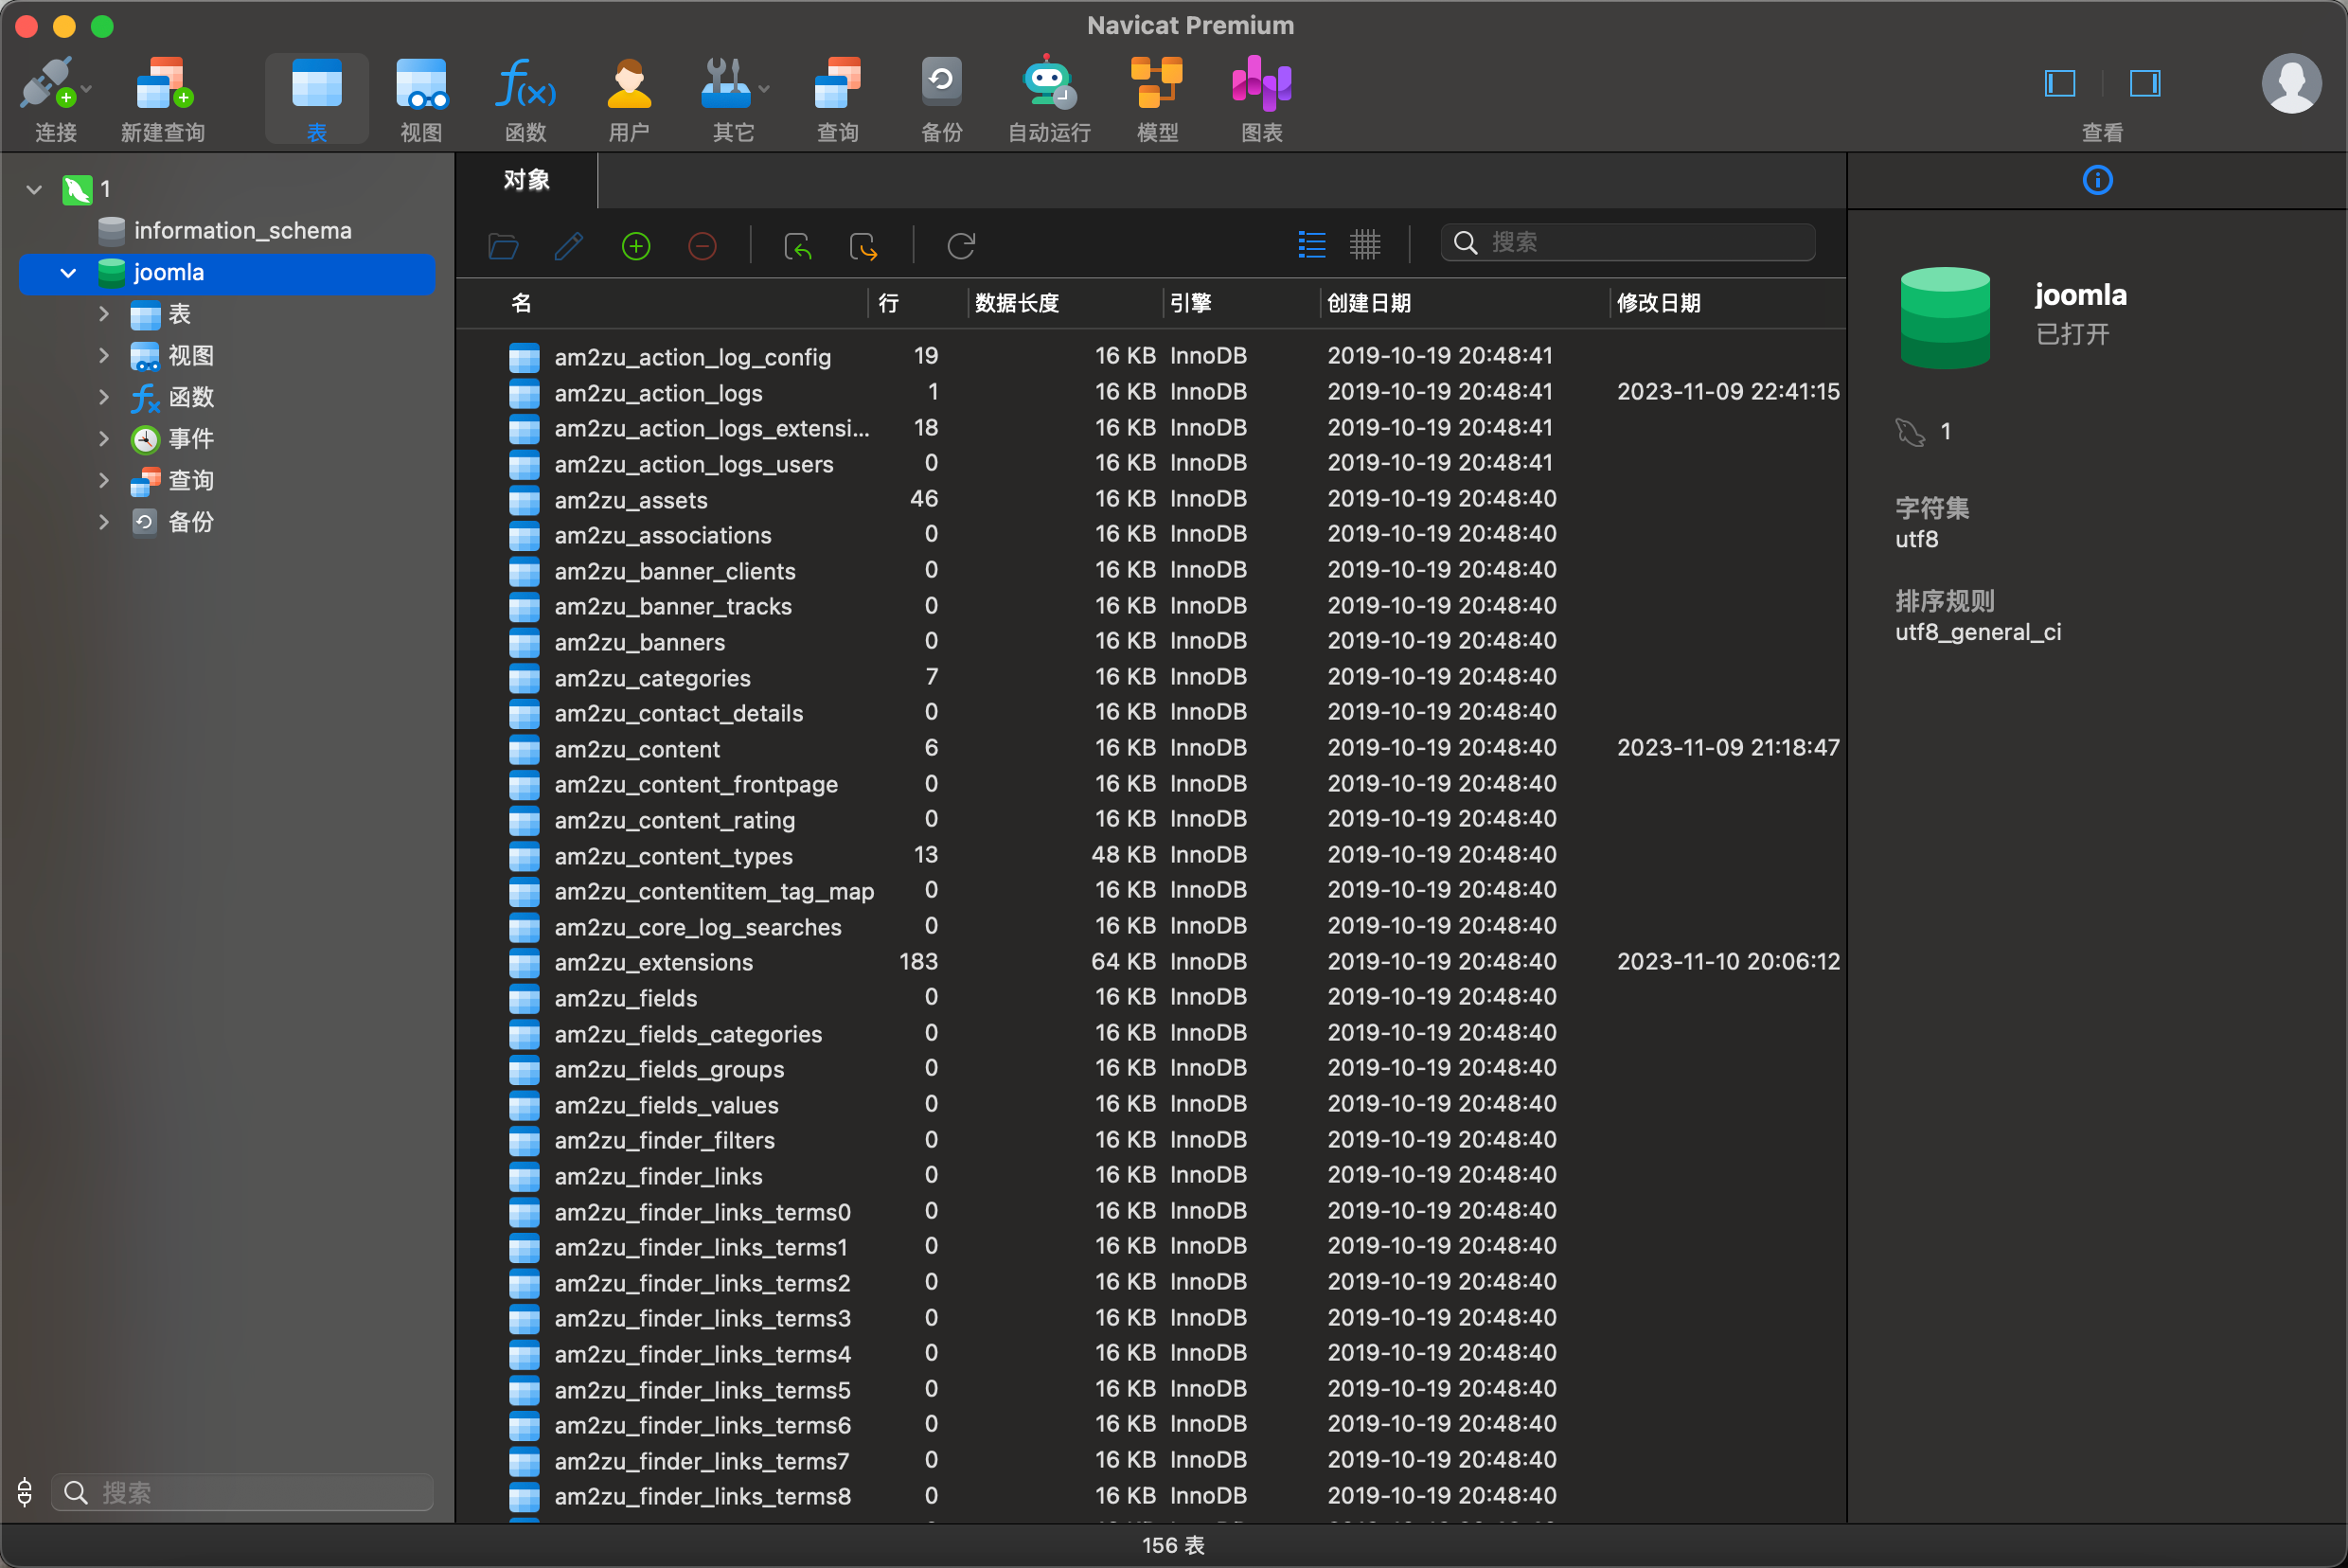 Navicat Premium
连接 新建查询 表 视图 函数 用户 其它 查询 备份 自动运行 模型 图表 查看
1
information_schema
joomla
表
视图
函数
事件
查询
备份
搜索
对象
搜索
名 行 数据长度 引擎 创建日期 修改日期
am2zu_action_log_config 19 16 KB InnoDB 2019-10-19 20:48:41
am2zu_action_logs 1 16 KB InnoDB 2019-10-19 20:48:41 2023-11-09 22:41:15
am2zu_action_logs_extensi... 18 16 KB InnoDB 2019-10-19 20:48:41
am2zu_action_logs_users 0 16 KB InnoDB 2019-10-19 20:48:41
am2zu_assets 46 16 KB InnoDB 2019-10-19 20:48:40
am2zu_associations 0 16 KB InnoDB 2019-10-19 20:48:40
am2zu_banner_clients 0 16 KB InnoDB 2019-10-19 20:48:40
am2zu_banner_tracks 0 16 KB InnoDB 2019-10-19 20:48:40
am2zu_banners 0 16 KB InnoDB 2019-10-19 20:48:40
am2zu_categories 7 16 KB InnoDB 2019-10-19 20:48:40
am2zu_contact_details 0 16 KB InnoDB 2019-10-19 20:48:40
am2zu_content 6 16 KB InnoDB 2019-10-19 20:48:40 2023-11-09 21:18:47
am2zu_content_frontpage 0 16 KB InnoDB 2019-10-19 20:48:40
am2zu_content_rating 0 16 KB InnoDB 2019-10-19 20:48:40
am2zu_content_types 13 48 KB InnoDB 2019-10-19 20:48:40
am2zu_contentitem_tag_map 0 16 KB InnoDB 2019-10-19 20:48:40
am2zu_core_log_searches 0 16 KB InnoDB 2019-10-19 20:48:40
am2zu_extensions 183 64 KB InnoDB 2019-10-19 20:48:40 2023-11-10 20:06:12
am2zu_fields 0 16 KB InnoDB 2019-10-19 20:48:40
am2zu_fields_categories 0 16 KB InnoDB 2019-10-19 20:48:40
am2zu_fields_groups 0 16 KB InnoDB 2019-10-19 20:48:40
am2zu_fields_values 0 16 KB InnoDB 2019-10-19 20:48:40
am2zu_finder_filters 0 16 KB InnoDB 2019-10-19 20:48:40
am2zu_finder_links 0 16 KB InnoDB 2019-10-19 20:48:40
am2zu_finder_links_terms0 0 16 KB InnoDB 2019-10-19 20:48:40
am2zu_finder_links_terms1 0 16 KB InnoDB 2019-10-19 20:48:40
am2zu_finder_links_terms2 0 16 KB InnoDB 2019-10-19 20:48:40
am2zu_finder_links_terms3 0 16 KB InnoDB 2019-10-19 20:48:40
am2zu_finder_links_terms4 0 16 KB InnoDB 2019-10-19 20:48:40
am2zu_finder_links_terms5 0 16 KB InnoDB 2019-10-19 20:48:40
am2zu_finder_links_terms6 0 16 KB InnoDB 2019-10-19 20:48:40
am2zu_finder_links_terms7 0 16 KB InnoDB 2019-10-19 20:48:40
am2zu_finder_links_terms8 0 16 KB InnoDB 2019-10-19 20:48:40
joomla
已打开
1
字符集
utf8
排序规则
utf8_general_ci
156 表